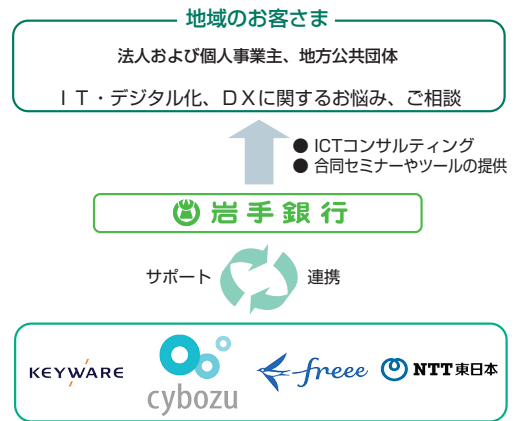 地域のお客さま
法人および個人事業主、地方公共団体
ＩＴ・デジタル化、ＤＸに関するお悩み、ご相談
● ICTコンサルティング
● 合同セミナーやツールの提供
岩手銀行
サポート
連携
KEYWARE
cybozu
freee
NTT東日本